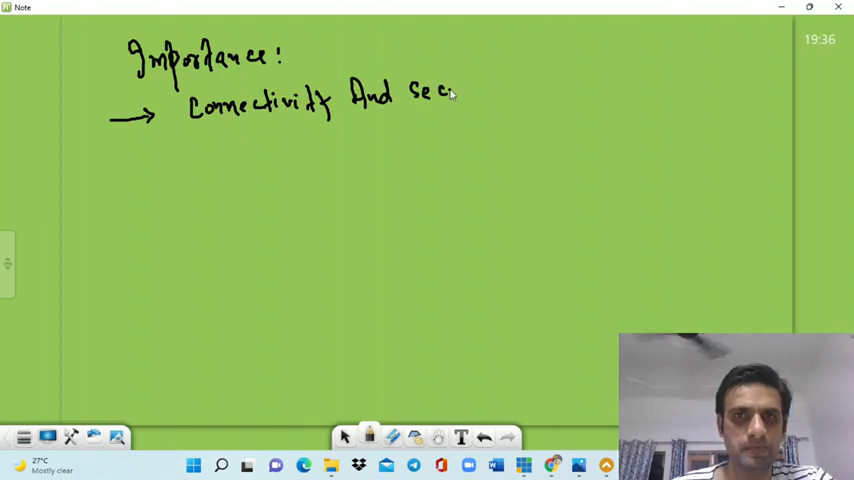 Note
19:36
Importance:
→ Connectivity And Sec
27°C
Mostly clear